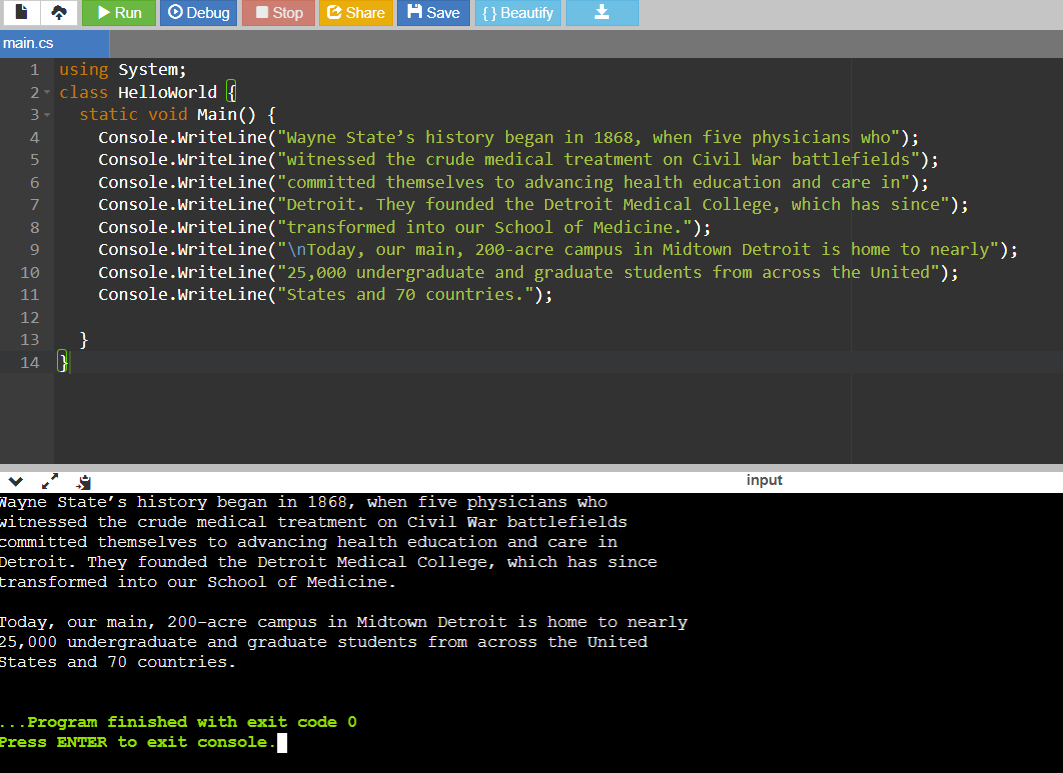 Run Debug Stop Share Save { } Beautify
main.cs
1 using System;
2 class HelloWorld {
3   static void Main() {
4     Console.WriteLine("Wayne State’s history began in 1868, when five physicians who");
5     Console.WriteLine("witnessed the crude medical treatment on Civil War battlefields");
6     Console.WriteLine("committed themselves to advancing health education and care in");
7     Console.WriteLine("Detroit. They founded the Detroit Medical College, which has since");
8     Console.WriteLine("transformed into our School of Medicine.");
9     Console.WriteLine("\nToday, our main, 200-acre campus in Midtown Detroit is home to nearly");
10     Console.WriteLine("25,000 undergraduate and graduate students from across the United");
11     Console.WriteLine("States and 70 countries.");
12
13   }
14 }
input
Wayne State’s history began in 1868, when five physicians who
witnessed the crude medical treatment on Civil War battlefields
committed themselves to advancing health education and care in
Detroit. They founded the Detroit Medical College, which has since
transformed into our School of Medicine.
Today, our main, 200-acre campus in Midtown Detroit is home to nearly
25,000 undergraduate and graduate students from across the United
States and 70 countries.
...Program finished with exit code 0
Press ENTER to exit console.